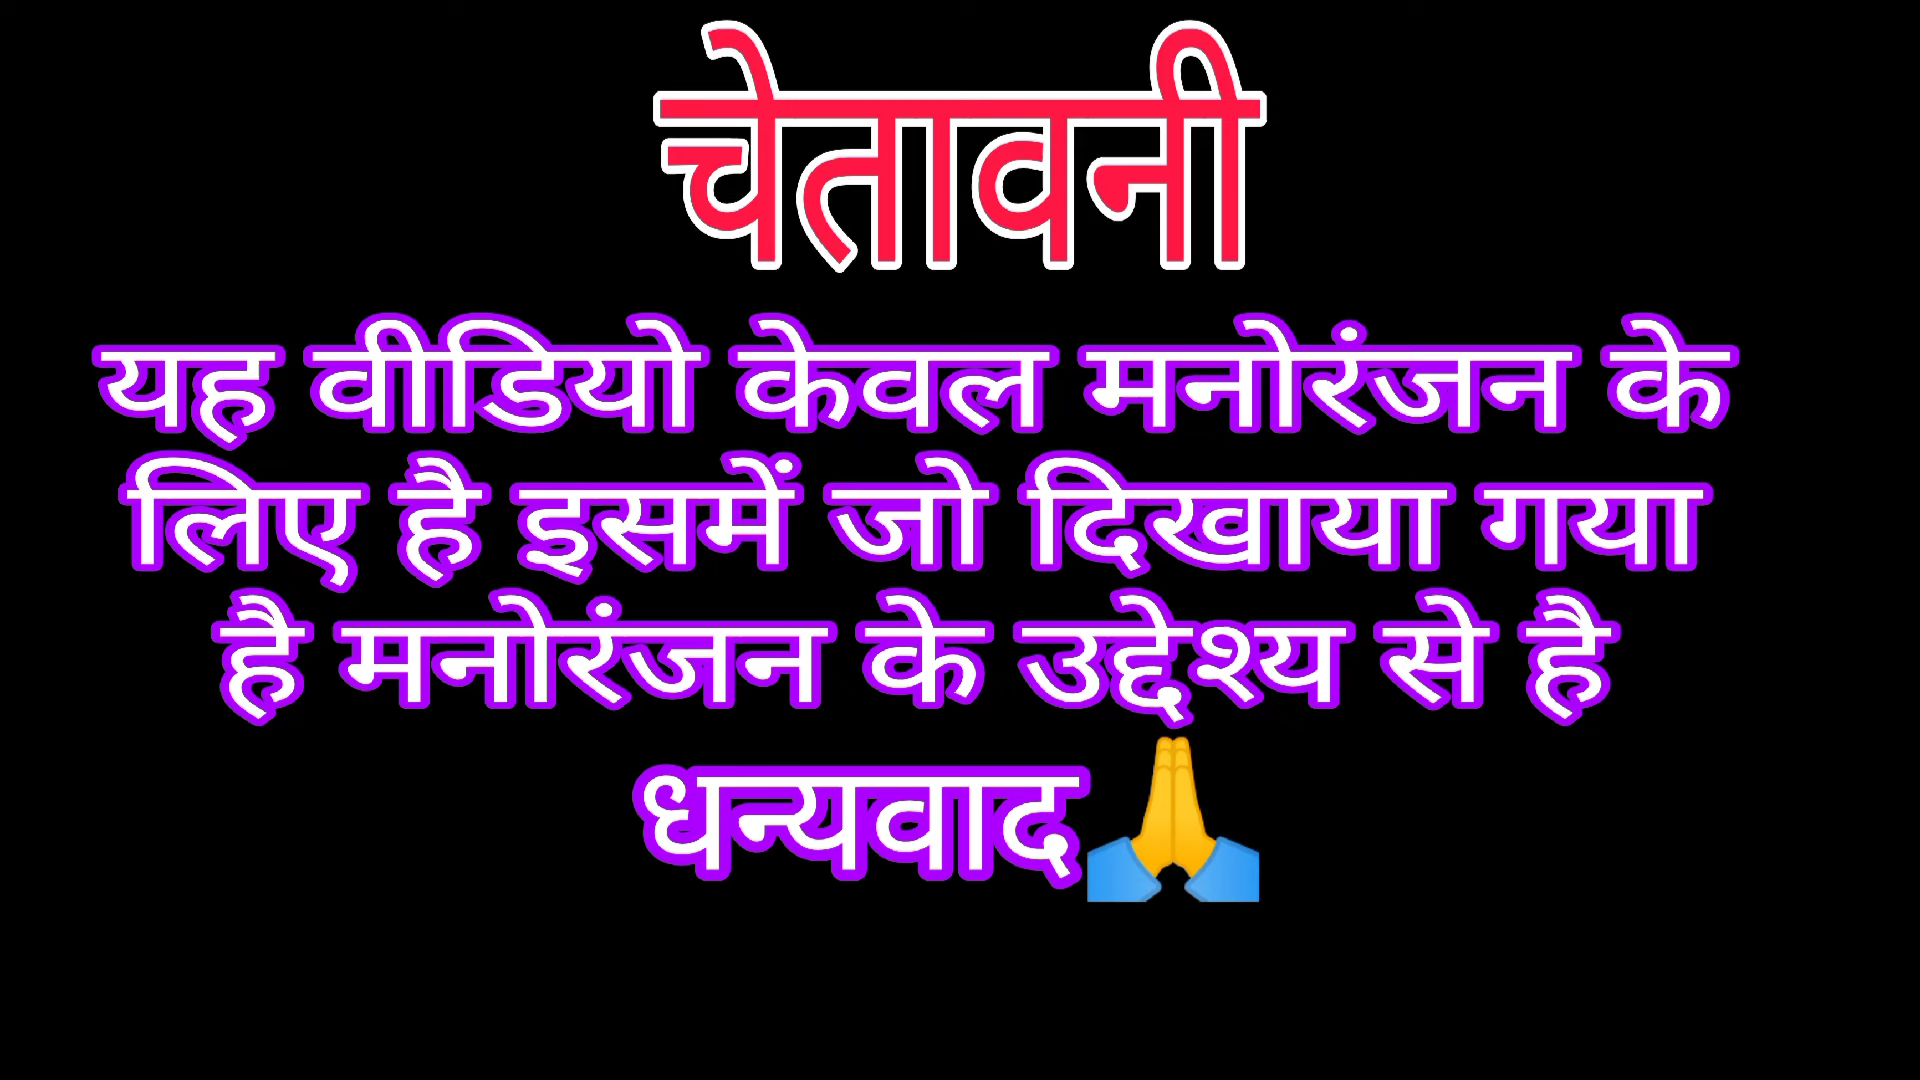 चेतावनी
यह वीडियो केवल मनोरंजन के
लिए है इसमें जो दिखाया गया
है मनोरंजन के उद्देश्य से है
धन्यवाद🙏